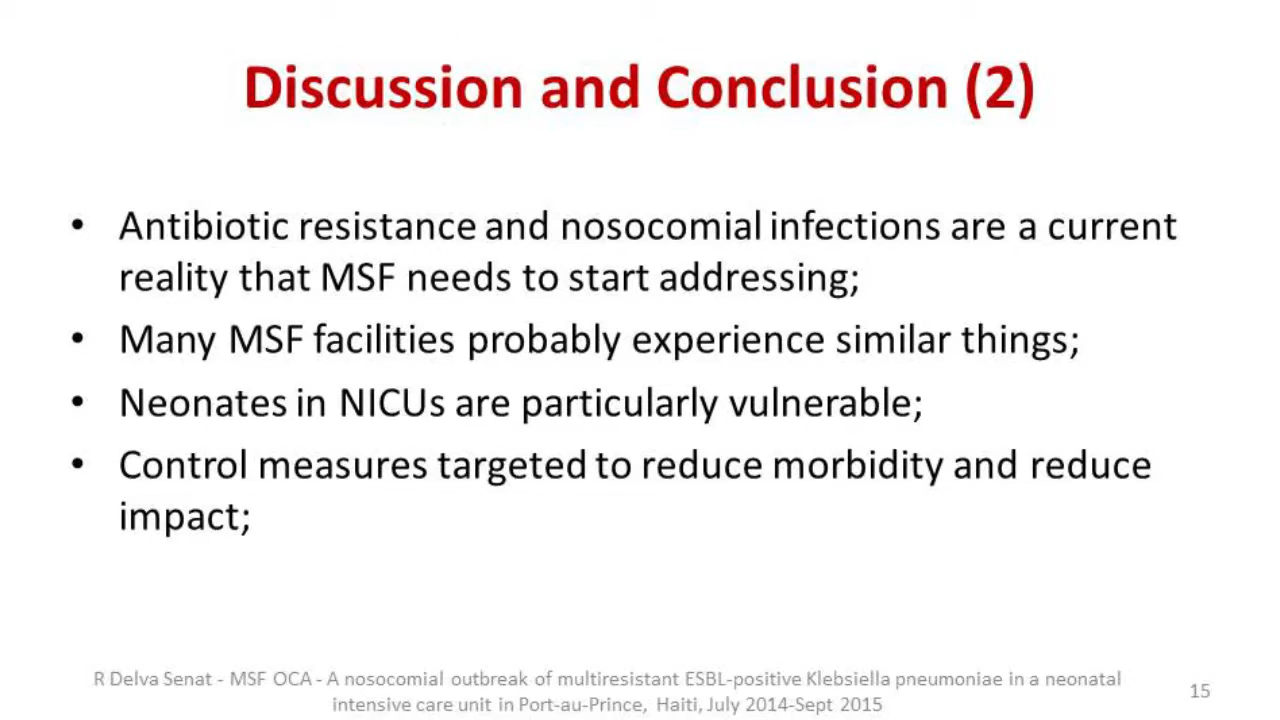 Discussion and Conclusion (2)
• Antibiotic resistance and nosocomial infections are a current
reality that MSF needs to start addressing;
• Many MSF facilities probably experience similar things;
• Neonates in NICUs are particularly vulnerable;
• Control measures targeted to reduce morbidity and reduce
impact;
R Delva Senat - MSF OCA - A nosocomial outbreak of multiresistant ESBL-positive Klebsiella pneumoniae in a neonatal
intensive care unit in Port-au-Prince, Haiti, July 2014-Sept 2015
15